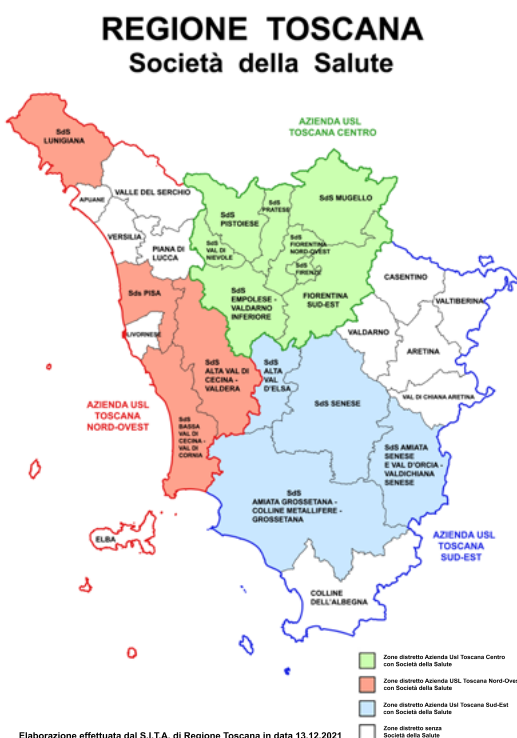 REGIONE TOSCANA
Società della Salute
AZIENDA USL
TOSCANA CENTRO
SdS
LUNIGIANA
APUANE
VALLE DEL SERCHIO
VERSILIA
PIANA DI
LUCCA
SdS
PISTOIESE
SdS
PRATESE
SdS MUGELLO
SdS
VAL DI
NIEVOLE
SdS
FIORENTINA
NORD-OVEST
SdS
FIRENZE
SdS
EMPOLESE -
VALDARNO
INFERIORE
FIORENTINA
SUD-EST
CASENTINO
VALTIBERINA
VALDARNO
ARETINA
VAL DI CHIANA ARETINA
Sds PISA
LIVORNESE
SdS
ALTA VAL DI
CECINA -
VALDERA
SdS
ALTA
VAL
D'ELSA
SdS SENESE
AZIENDA USL
TOSCANA
NORD-OVEST
SdS
BASSA
VAL DI
CECINA -
VAL DI
CORNIA
SdS AMIATA
SENESE
E VAL D'ORCIA -
VALDICHIANA
SENESE
SdS
AMIATA GROSSETANA -
COLLINE METALLIFERE -
GROSSETANA
ELBA
AZIENDA USL
TOSCANA
SUD-EST
COLLINE
DELL'ALBEGNA
Zone distretto Azienda Usl Toscana Centro
con Società della Salute
Zone distretto Azienda USL Toscana Nord-Oves
con Società della Salute
Zone distretto Azienda Usl Toscana Sud-Est
con Società della Salute
Zone distretto senza
Società della Salute
Elaborazione effettuata dal S.I.T.A. di Regione Toscana in data 13.12.2021